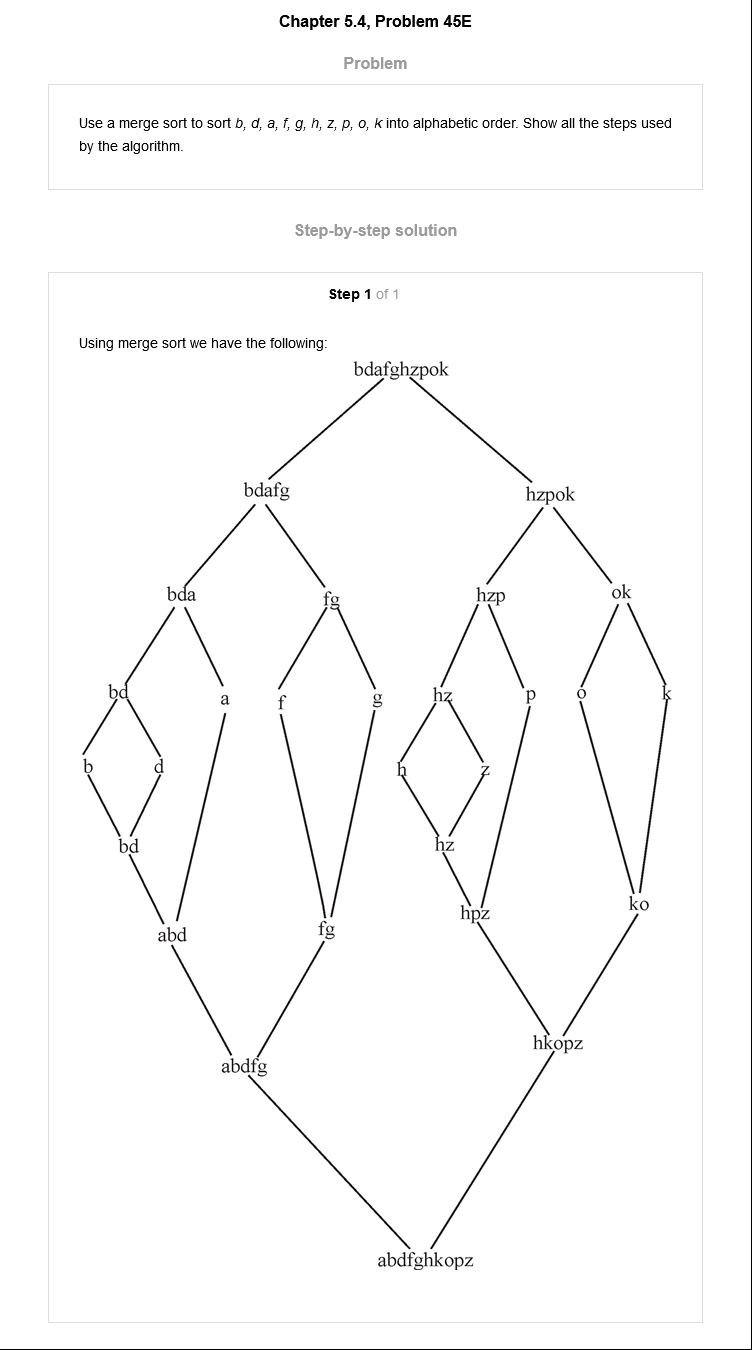 Chapter 5.4, Problem 45E
Problem
Use a merge sort to sort b, d, a, f, g, h, z, p, o, k into alphabetic order. Show all the steps used
by the algorithm.
Step-by-step solution
Step 1 of 1
Using merge sort we have the following:
bdafghzpok
bdafg hzpok
bda fg hzp ok
bd a f g hz p o k
b d h z
bd hz
abd fg hpz ko
abdfg hkopz
abdfghkopz